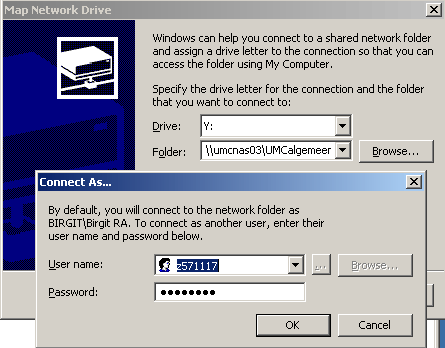 Map Network Drive
Windows can help you connect to a shared network folder
and assign a drive letter to the connection so that you can
access the folder using My Computer.
Specify the drive letter for the connection and the folder
that you want to connect to:
Drive: Y:
Folder: \\umcnas03\UMCalgemeer Browse...
Connect As...
By default, you will connect to the network folder as
BIRGIT\Birgit RA. To connect as another user, enter their
user name and password below.
User name: z571117 ... Browse...
Password: ●●●●●●●●
OK Cancel